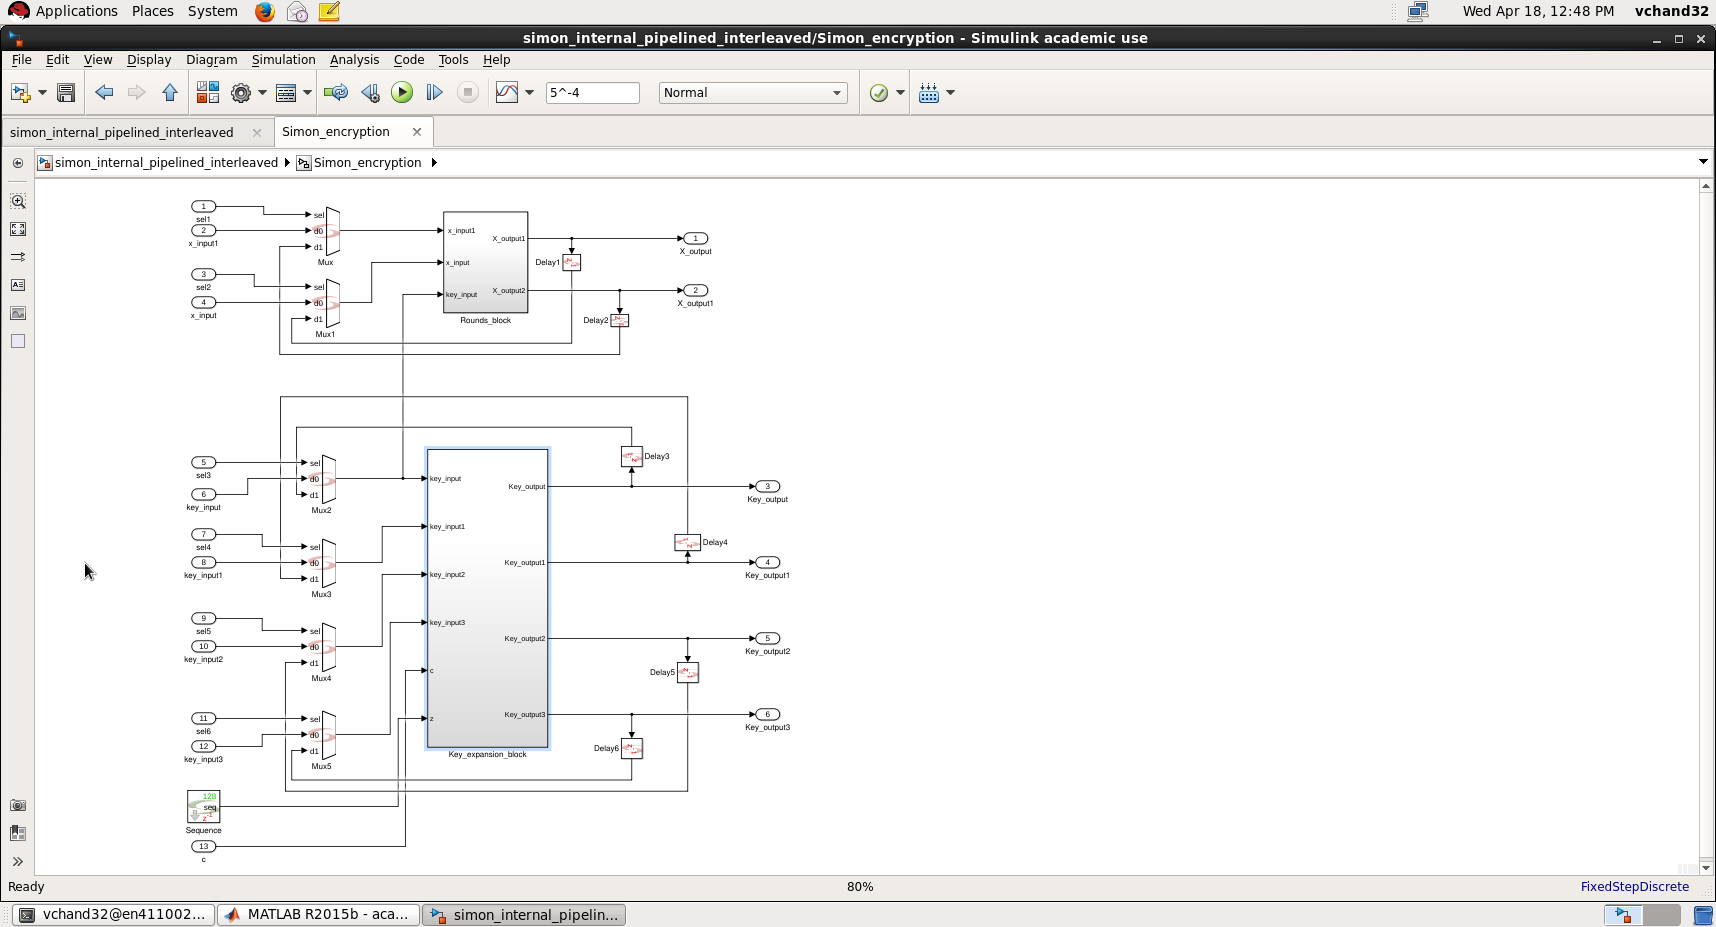 Applications Places System Wed Apr 18, 12:48 PM vchand32
simon_internal_pipelined_interleaved/Simon_encryption - Simulink academic use
File Edit View Display Diagram Simulation Analysis Code Tools Help
5^-4 Normal
simon_internal_pipelined_interleaved Simon_encryption
simon_internal_pipelined_interleaved Simon_encryption
1
sel1
2
x_input1
3
sel2
4
x_input
sel
d0
d1
Mux
sel
d0
d1
Mux1
x_input1
x_input
key_input
X_output1
X_output2
Rounds_block
Delay1
Delay2
1
X_output
2
X_output1
5
sel3
6
key_input
7
sel4
8
key_input1
9
sel5
10
key_input2
11
sel6
12
key_input3
128
seq
Sequence
13
c
sel
d0
d1
Mux2
sel
d0
d1
Mux3
sel
d0
d1
Mux4
sel
d0
d1
Mux5
key_input
key_input1
key_input2
key_input3
c
z
Key_output
Key_output1
Key_output2
Key_output3
Key_expansion_block
Delay3
Delay4
Delay5
Delay6
3
Key_output
4
Key_output1
5
Key_output2
6
Key_output3
Ready 80% FixedStepDiscrete
vchand32@en411002... MATLAB R2015b - aca... simon_internal_pipelin...